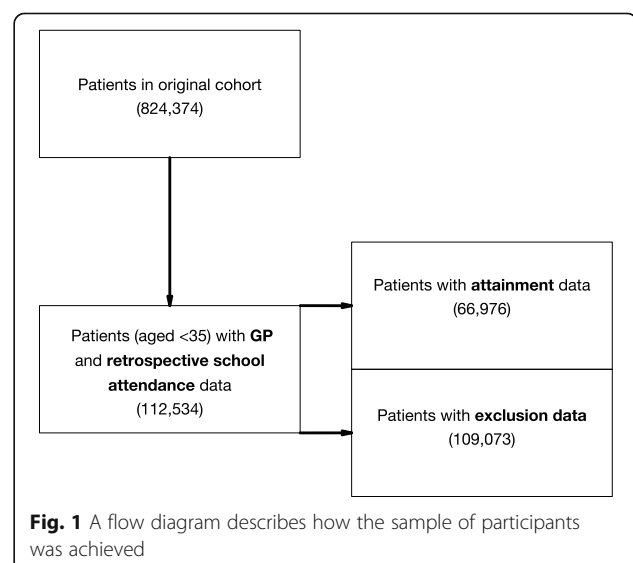 Patients in original cohort
(824,374)
Patients (aged <35) with GP
and retrospective school
attendance data
(112,534)
Patients with attainment data
(66,976)
Patients with exclusion data
(109,073)
Fig. 1 A flow diagram describes how the sample of participants
was achieved